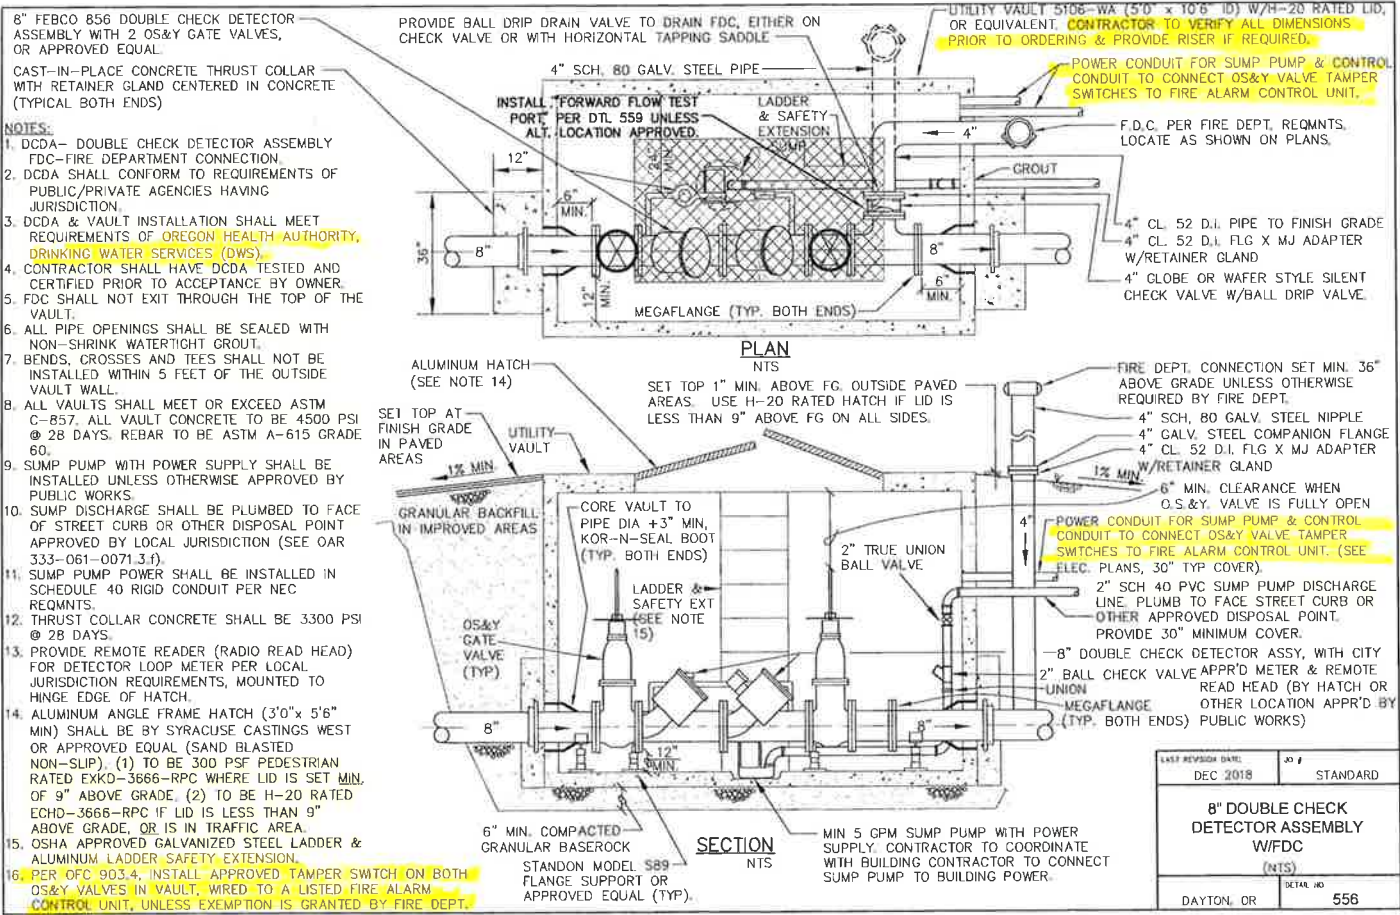 8" FEBCO 856 DOUBLE CHECK DETECTOR
ASSEMBLY WITH 2 OS&Y GATE VALVES,
OR APPROVED EQUAL
CAST-IN-PLACE CONCRETE THRUST COLLAR
WITH RETAINER GLAND CENTERED IN CONCRETE
(TYPICAL BOTH ENDS)
NOTES:
1. DCDA- DOUBLE CHECK DETECTOR ASSEMBLY
FDC-FIRE DEPARTMENT CONNECTION.
2. DCDA SHALL CONFORM TO REQUIREMENTS OF
PUBLIC/PRIVATE AGENCIES HAVING
JURISDICTION.
3. DCDA & VAULT INSTALLATION SHALL MEET
REQUIREMENTS OF OREGON HEALTH AUTHORITY,
DRINKING WATER SERVICES (DWS).
4. CONTRACTOR SHALL HAVE DCDA TESTED AND
CERTIFIED PRIOR TO ACCEPTANCE BY OWNER.
5. FDC SHALL NOT EXIT THROUGH THE TOP OF THE
VAULT.
6. ALL PIPE OPENINGS SHALL BE SEALED WITH
NON-SHRINK WATERTIGHT GROUT.
7. BENDS, CROSSES AND TEES SHALL NOT BE
INSTALLED WITHIN 5 FEET OF THE OUTSIDE
VAULT WALL.
8. ALL VAULTS SHALL MEET OR EXCEED ASTM
C-857. ALL VAULT CONCRETE TO BE 4500 PSI
@ 28 DAYS. REBAR TO BE ASTM A-615 GRADE
60.
9. SUMP PUMP WITH POWER SUPPLY SHALL BE
INSTALLED UNLESS OTHERWISE APPROVED BY
PUBLIC WORKS.
10. SUMP DISCHARGE SHALL BE PLUMBED TO FACE
OF STREET CURB OR OTHER DISPOSAL POINT
APPROVED BY LOCAL JURISDICTION (SEE OAR
333-061-0071.3.f).
11. SUMP PUMP POWER SHALL BE INSTALLED IN
SCHEDULE 40 RIGID CONDUIT PER NEC
REQMNTS.
12. THRUST COLLAR CONCRETE SHALL BE 3300 PSI
@ 28 DAYS.
13. PROVIDE REMOTE READER (RADIO READ HEAD)
FOR DETECTOR LOOP METER PER LOCAL
JURISDICTION REQUIREMENTS, MOUNTED TO
HINGE EDGE OF HATCH.
14. ALUMINUM ANGLE FRAME HATCH (3'0"x 5'6"
MIN) SHALL BE BY SYRACUSE CASTINGS WEST
OR APPROVED EQUAL (SAND BLASTED
NON-SLIP). (1) TO BE 300 PSF PEDESTRIAN
RATED EXKD-3666-RPC WHERE LID IS SET MIN.
OF 9" ABOVE GRADE. (2) TO BE H-20 RATED
ECHD-3666-RPC IF LID IS LESS THAN 9"
ABOVE GRADE, OR IS IN TRAFFIC AREA.
15. OSHA APPROVED GALVANIZED STEEL LADDER &
ALUMINUM LADDER SAFETY EXTENSION.
16. PER OFC 903.4, INSTALL APPROVED TAMPER SWITCH ON BOTH
OS&Y VALVES IN VAULT, WIRED TO A LISTED FIRE ALARM
CONTROL UNIT, UNLESS EXEMPTION IS GRANTED BY FIRE DEPT.
PROVIDE BALL DRIP DRAIN VALVE TO DRAIN FDC, EITHER ON
CHECK VALVE OR WITH HORIZONTAL TAPPING SADDLE
4" SCH. 80 GALV. STEEL PIPE
INSTALL FORWARD FLOW TEST
PORT, PER DTL 559 UNLESS
ALT. LOCATION APPROVED.
LADDER
& SAFETY
EXTENSION
SUMP
12"
24"
MIN.
6"
MIN.
36"
8"
12"
MIN.
8"
6"
MIN.
4"
MEGAFLANGE (TYP. BOTH ENDS)
PLAN
NTS
UTILITY VAULT 5106-WA (5'0" x 10'6" ID) W/H-20 RATED LID,
OR EQUIVALENT. CONTRACTOR TO VERIFY ALL DIMENSIONS
PRIOR TO ORDERING & PROVIDE RISER IF REQUIRED.
POWER CONDUIT FOR SUMP PUMP & CONTROL
CONDUIT TO CONNECT OS&Y VALVE TAMPER
SWITCHES TO FIRE ALARM CONTROL UNIT.
F.D.C. PER FIRE DEPT. REQMNTS.
LOCATE AS SHOWN ON PLANS.
GROUT
4" CL. 52 D.I. PIPE TO FINISH GRADE
4" CL. 52 D.I. FLG X MJ ADAPTER
W/RETAINER GLAND
4" GLOBE OR WAFER STYLE SILENT
CHECK VALVE W/BALL DRIP VALVE.
ALUMINUM HATCH
(SEE NOTE 14)
SET TOP 1" MIN. ABOVE FG. OUTSIDE PAVED
AREAS. USE H-20 RATED HATCH IF LID IS
LESS THAN 9" ABOVE FG ON ALL SIDES.
SET TOP AT
FINISH GRADE
IN PAVED
AREAS
UTILITY
VAULT
1% MIN.
GRANULAR BACKFILL
IN IMPROVED AREAS
CORE VAULT TO
PIPE DIA +3" MIN,
KOR-N-SEAL BOOT
(TYP. BOTH ENDS)
LADDER &
SAFETY EXT
(SEE NOTE
15)
OS&Y
GATE
VALVE
(TYP)
2" TRUE UNION
BALL VALVE
8"
12"
MIN.
8"
4"
1% MIN.
FIRE DEPT. CONNECTION SET MIN. 36"
ABOVE GRADE UNLESS OTHERWISE
REQUIRED BY FIRE DEPT.
4" SCH, 80 GALV. STEEL NIPPLE
4" GALV. STEEL COMPANION FLANGE
4" CL. 52 D.I. FLG X MJ ADAPTER
W/RETAINER GLAND
6" MIN. CLEARANCE WHEN
O.S.&Y. VALVE IS FULLY OPEN
POWER CONDUIT FOR SUMP PUMP & CONTROL
CONDUIT TO CONNECT OS&Y VALVE TAMPER
SWITCHES TO FIRE ALARM CONTROL UNIT. (SEE
ELEC. PLANS, 30" TYP COVER).
2" SCH 40 PVC SUMP PUMP DISCHARGE
LINE. PLUMB TO FACE STREET CURB OR
OTHER APPROVED DISPOSAL POINT.
PROVIDE 30" MINIMUM COVER.
8" DOUBLE CHECK DETECTOR ASSY, WITH CITY
APPR'D METER & REMOTE
READ HEAD (BY HATCH OR
OTHER LOCATION APPR'D BY
PUBLIC WORKS)
2" BALL CHECK VALVE
UNION
MEGAFLANGE
(TYP. BOTH ENDS)
6" MIN. COMPACTED
GRANULAR BASEROCK
STANDON MODEL S89
FLANGE SUPPORT OR
APPROVED EQUAL (TYP).
SECTION
NTS
MIN 5 GPM SUMP PUMP WITH POWER
SUPPLY. CONTRACTOR TO COORDINATE
WITH BUILDING CONTRACTOR TO CONNECT
SUMP PUMP TO BUILDING POWER.
LAST REVISION DATE:
DEC 2018
JO #
STANDARD
8" DOUBLE CHECK
DETECTOR ASSEMBLY
W/FDC
(NTS)
DAYTON, OR
DETAIL NO
556